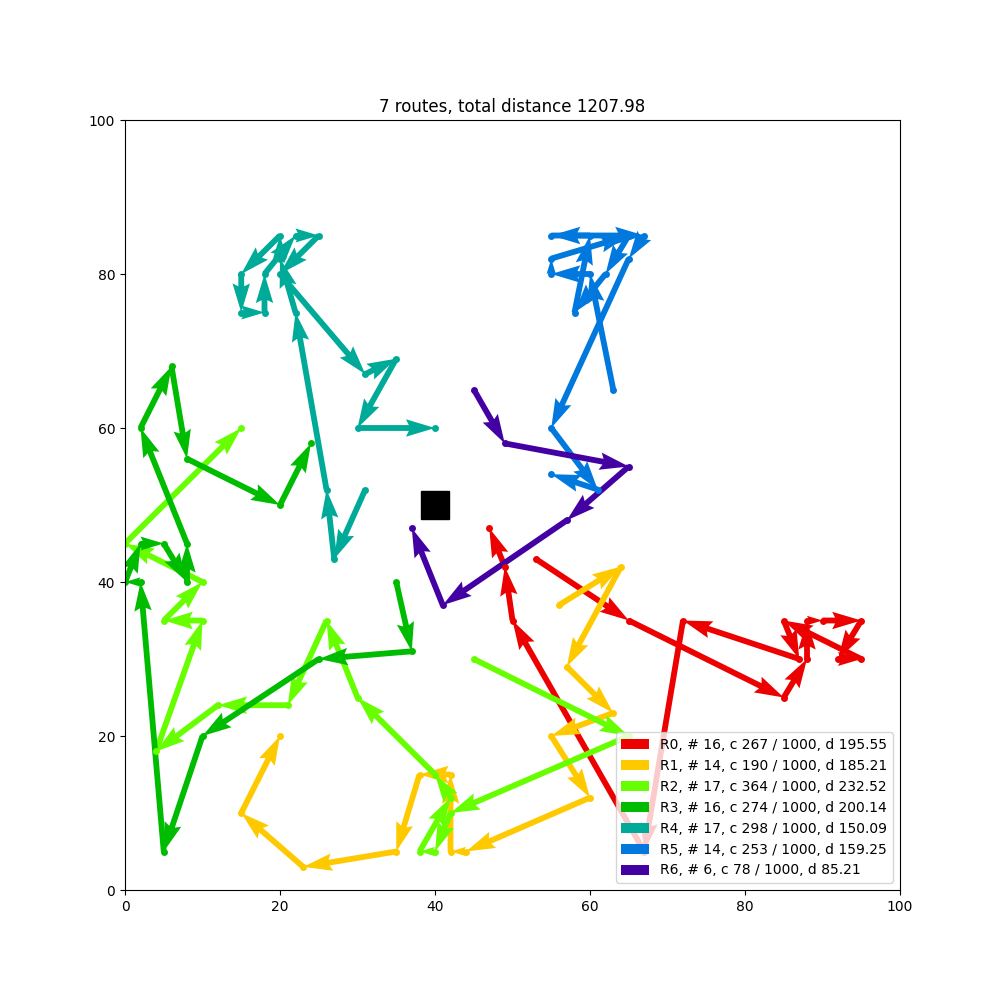 7 routes, total distance 1207.98
100
80
60
40
20
0
R0, # 16, c 267 / 1000, d 195.55
R1, # 14, c 190 / 1000, d 185.21
R2, # 17, c 364 / 1000, d 232.52
R3, # 16, c 274 / 1000, d 200.14
R4, # 17, c 298 / 1000, d 150.09
R5, # 14, c 253 / 1000, d 159.25
R6, # 6, c 78 / 1000, d 85.21
0 20 40 60 80 100